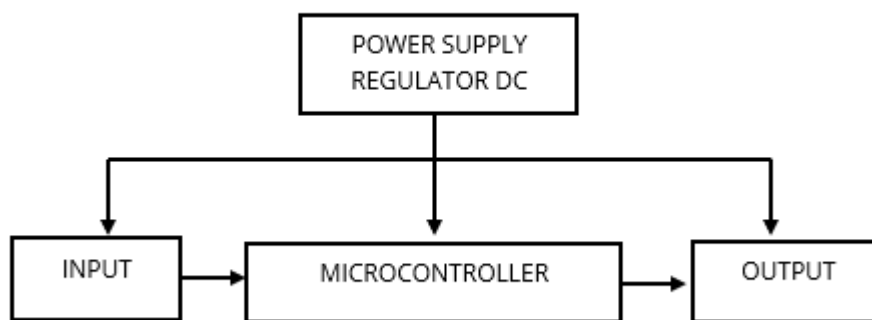 POWER SUPPLY
REGULATOR DC
INPUT
MICROCONTROLLER
OUTPUT